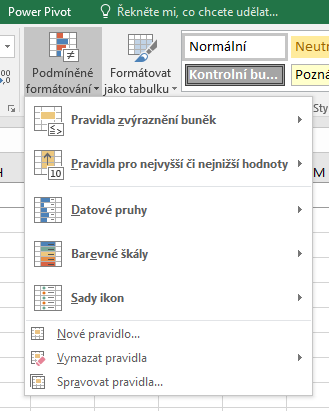 Power Pivot Řekněte mi, co chcete udělat...
Podmíněné formátování
Formátovat jako tabulku
Normální
Neutr
Kontrolní bu...
Pozná
Sty
H
M
Pravidla zvýraznění buněk
≤>
Pravidla pro nejvyšší či nejnižší hodnoty
10
Datové pruhy
Barevné škály
Sady ikon
Nové pravidlo...
Vymazat pravidla
Spravovat pravidla...